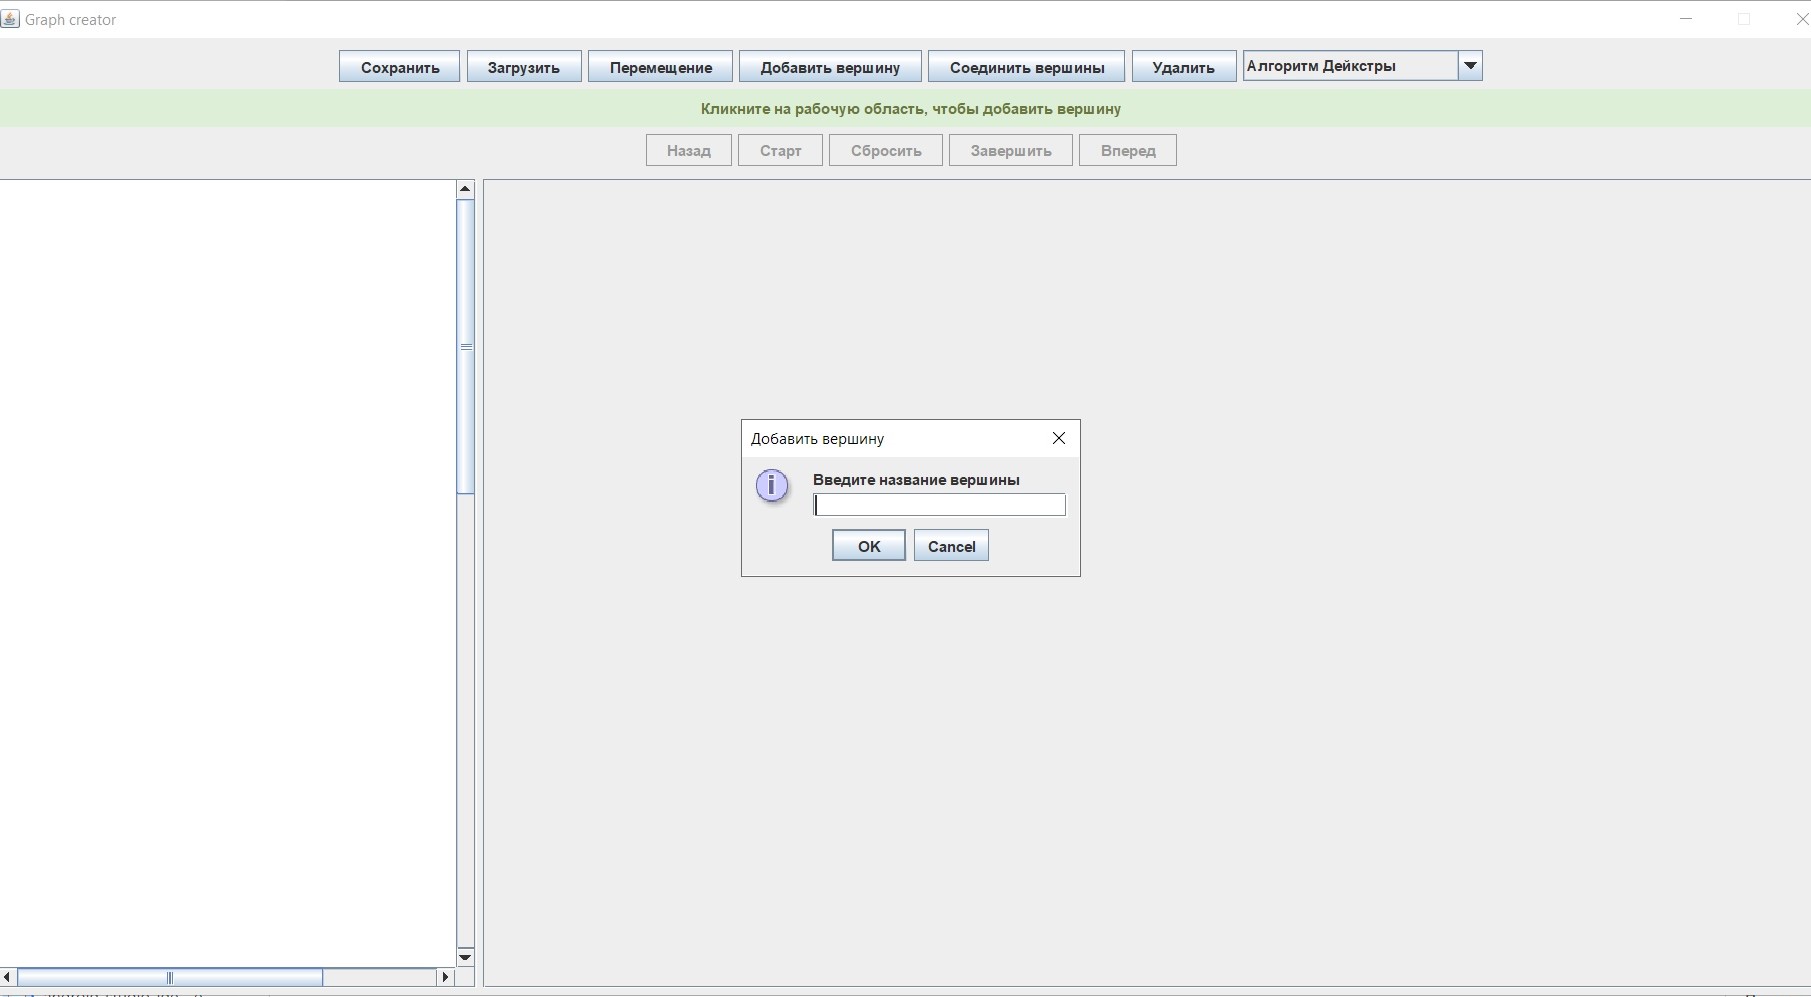 Graph creator
Сохранить Загрузить Перемещение Добавить вершину Соединить вершины Удалить Алгоритм Дейкстры
Кликните на рабочую область, чтобы добавить вершину
Назад Старт Сбросить Завершить Вперед
Добавить вершину
Введите название вершины
OK Cancel